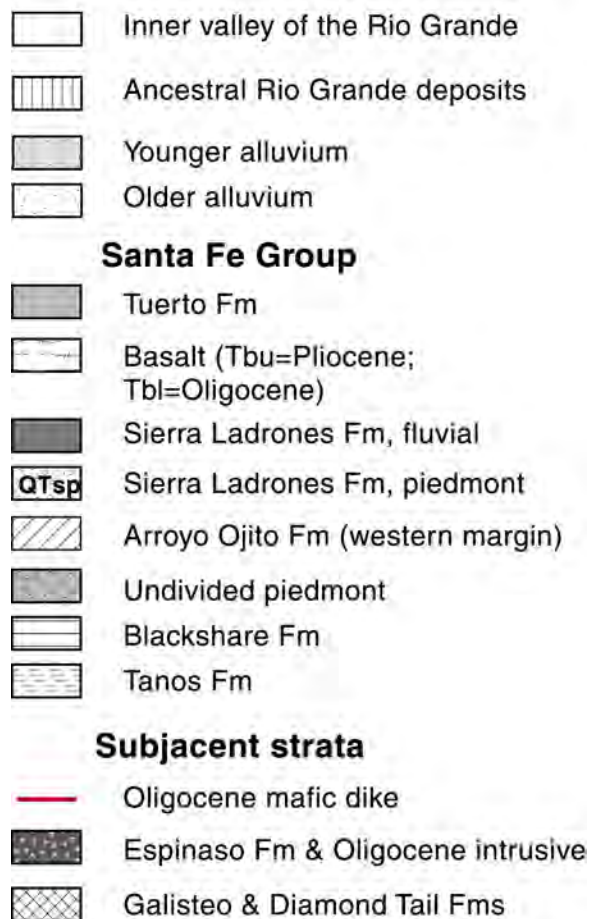 Inner valley of the Rio Grande
Ancestral Rio Grande deposits
Younger alluvium
Older alluvium
Santa Fe Group
Tuerto Fm
Basalt (Tbu=Pliocene;
Tbl=Oligocene)
Sierra Ladrones Fm, fluvial
QTsp Sierra Ladrones Fm, piedmont
Arroyo Ojito Fm (western margin)
Undivided piedmont
Blackshare Fm
Tanos Fm
Subjacent strata
Oligocene mafic dike
Espinaso Fm & Oligocene intrusive
Galisteo & Diamond Tail Fms